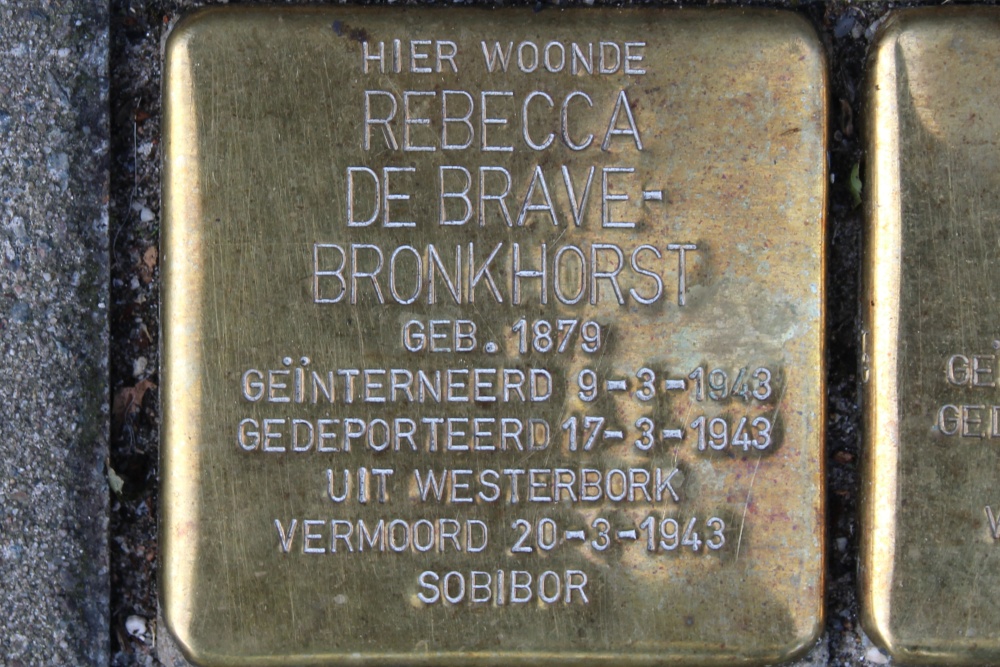 HIER WOONDE
REBECCA
DE BRAVE-
BRONKHORST
GEB. 1879
GEÏNTERNEERD 9-3-1943
GEDEPORTEERD 17-3-1943
UIT WESTERBORK
VERMOORD 20-3-1943
SOBIBOR